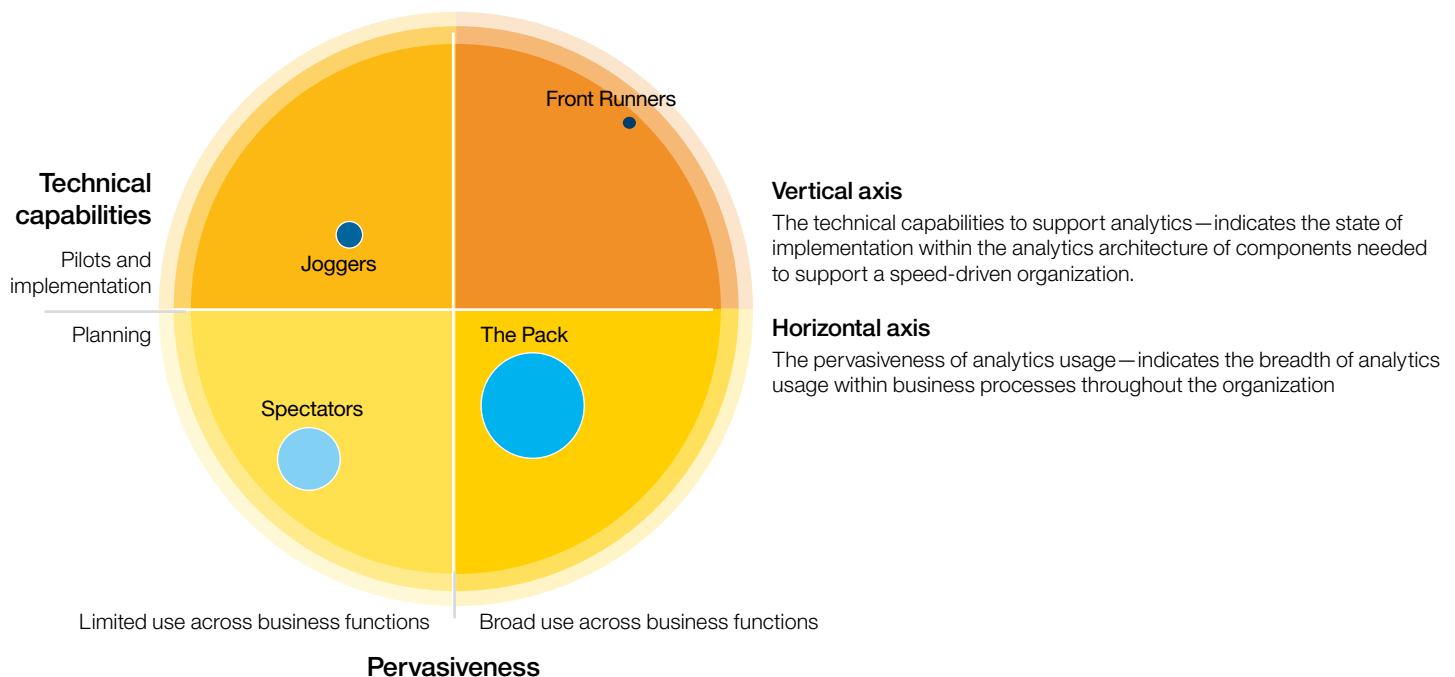 Front Runners
Technical
capabilities
Pilots and
implementation
Joggers
Planning
The Pack
Spectators
Limited use across business functions
Broad use across business functions
Pervasiveness
Vertical axis
The technical capabilities to support analytics—indicates the state of
implementation within the analytics architecture of components needed
to support a speed-driven organization.
Horizontal axis
The pervasiveness of analytics usage—indicates the breadth of analytics
usage within business processes throughout the organization